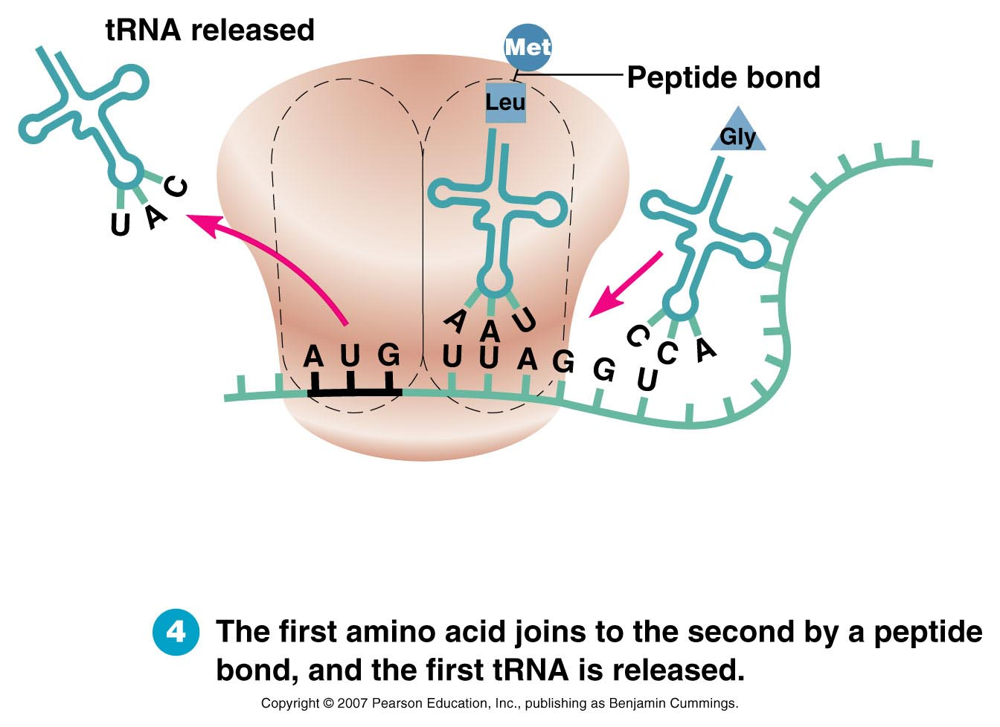 tRNA released
Met
Peptide bond
Leu
Gly
U A C
A A U
C C A
A U G U U A G G U
4 The first amino acid joins to the second by a peptide
bond, and the first tRNA is released.
Copyright © 2007 Pearson Education, Inc., publishing as Benjamin Cummings.